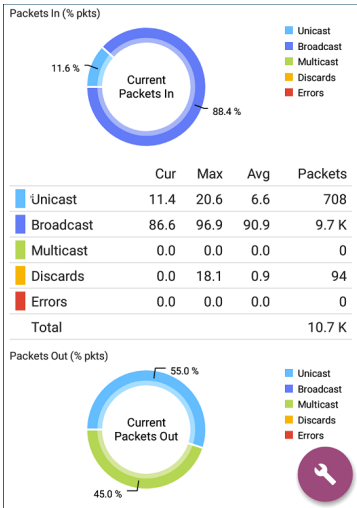 Packets In (% pkts)
11.6 %
Current
Packets In
88.4 %
Unicast
Broadcast
Multicast
Discards
Errors
Cur Max Avg Packets
Unicast 11.4 20.6 6.6 708
Broadcast 86.6 96.9 90.9 9.7 K
Multicast 0.0 0.0 0.0 0
Discards 0.0 18.1 0.9 94
Errors 0.0 0.0 0.0 0
Total 10.7 K
Packets Out (% pkts)
55.0 %
Current
Packets Out
45.0 %
Unicast
Broadcast
Multicast
Discards
Errors